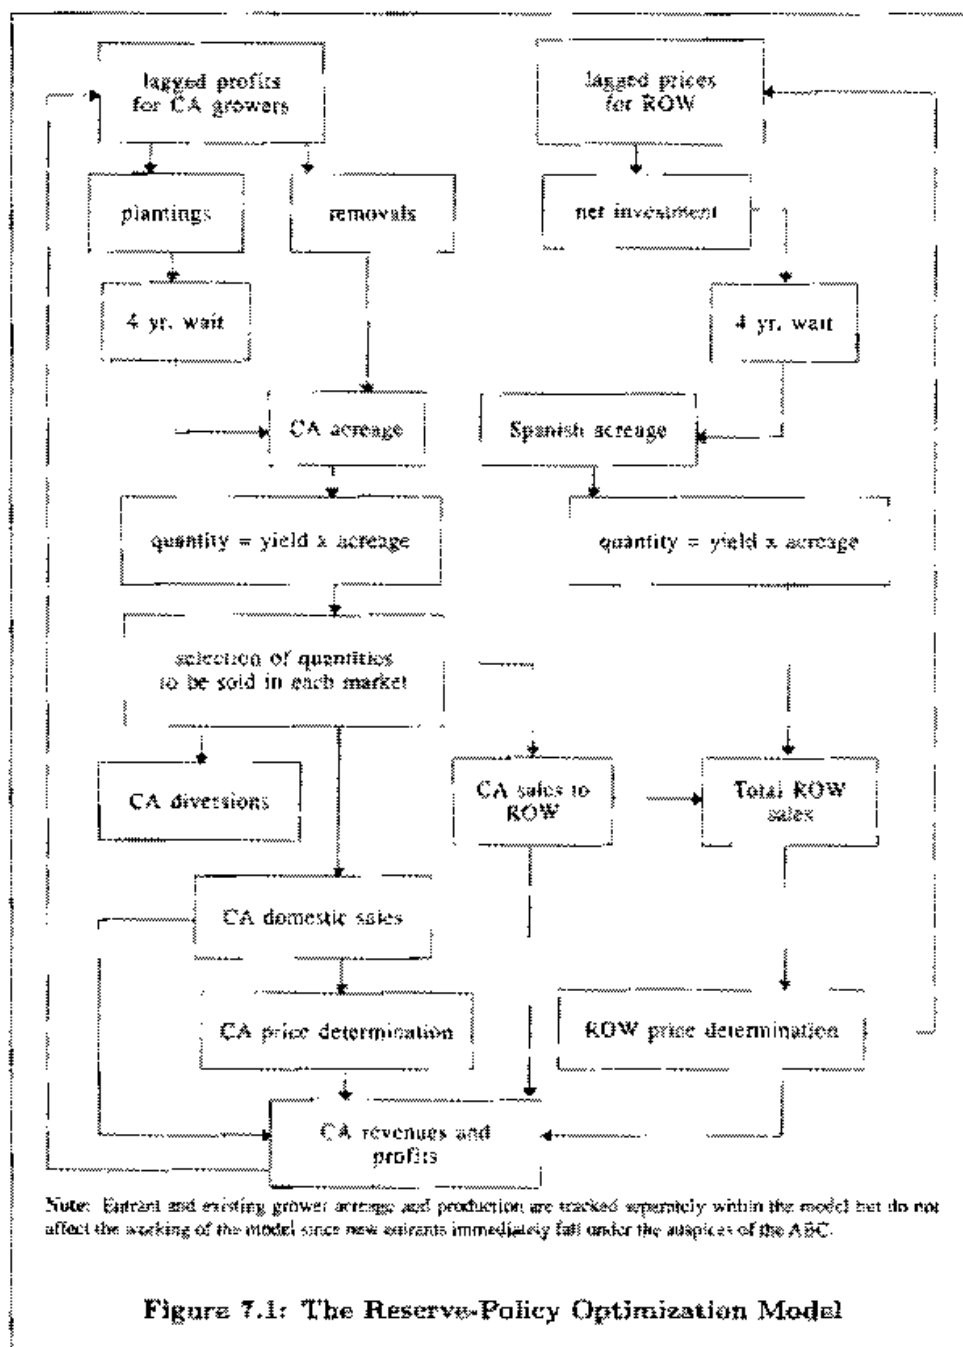 lagged profits
for CA growers
lagged prices
for ROW
plantings
removals
net investment
4 yr. wait
4 yr. wait
CA acreage
Spanish acreage
quantity = yield x acreage
quantity = yield x acreage
selection of quantities
to be sold in each market
CA diversions
CA sales to
ROW
Total ROW
sales
CA domestic sales
CA price determination
ROW price determination
CA revenues and
profits
Note: Entrant and existing grower acreage and production are tracked separately within the model but do not
affect the working of the model since new entrants immediately fall under the auspices of the ABC.
Figure 7.1: The Reserve-Policy Optimization Model